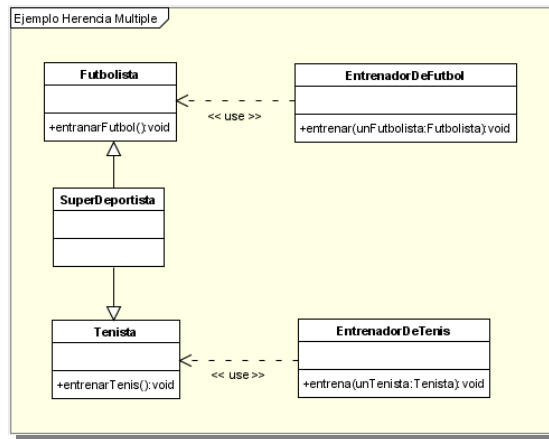 Ejemplo Herencia Multiple
Futbolista
+entranarFutbol():void
EntrenadorDeFutbol
+entrenar(unFutbolista:Futbolista):void
<< use >>
SuperDeportista
Tenista
+entrenarTenis():void
EntrenadorDeTenis
+entrena(unTenista:Tenista):void
<< use >>